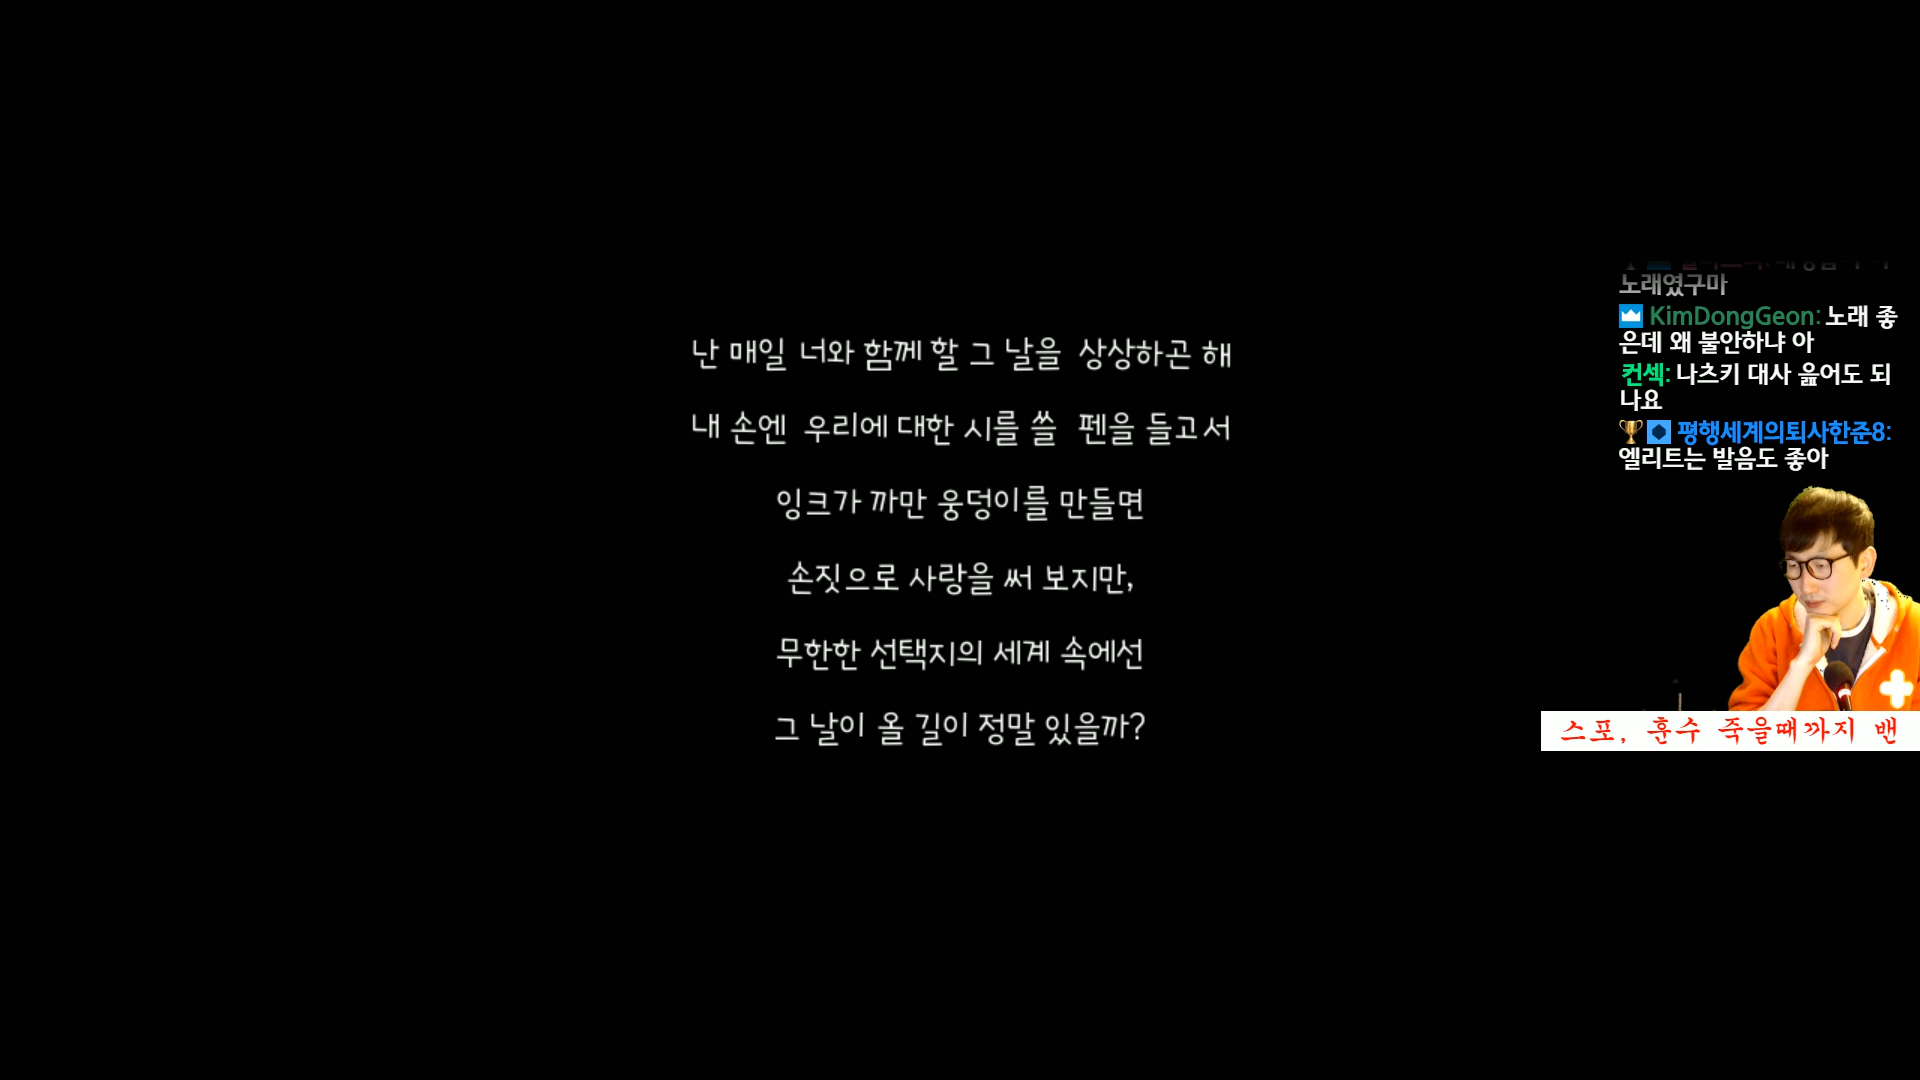 난 매일 너와 함께 할 그 날을 상상하곤 해
내 손엔 우리에 대한 시를 쓸 펜을 들고서
잉크가 까만 웅덩이를 만들면
손짓으로 사랑을 써 보지만,
무한한 선택지의 세계 속에선
그 날이 올 길이 정말 있을까?
노래였구마
KimDongGeon: 노래 좋
은데 왜 불안하냐 아
컨섹: 나츠키 대사 읊어도 되
나요
평행세계의퇴사한준8:
엘리트는 발음도 좋아
스포, 훈수 죽을때까지 밴